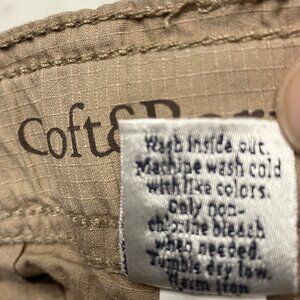 Coft&Barr
Wash inside out.
Machine wash cold
with like colors.
Only non-
chlorine bleach
when needed.
Tumble dry low.
Warm iron